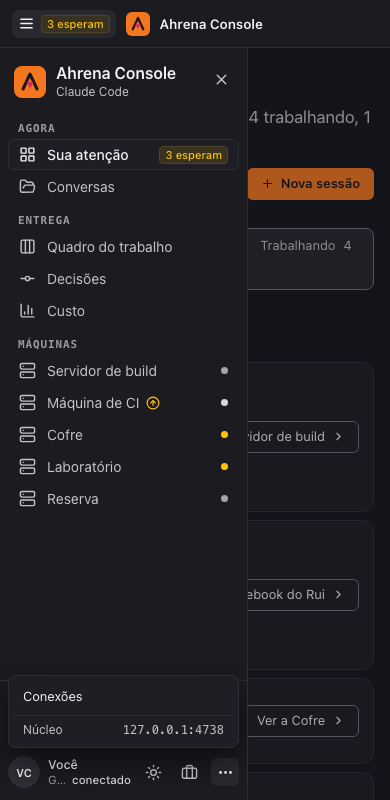 3 esperam
Ahrena Console
Ahrena Console
Claude Code
AGORA
Sua atenção
3 esperam
Conversas
ENTREGA
Quadro do trabalho
Decisões
Custo
MÁQUINAS
Servidor de build
Máquina de CI
Cofre
Laboratório
Reserva
4 trabalhando, 1
Nova sessão
Trabalhando 4
vidor de build
ebook do Rui
Ver a Cofre
Conexões
Núcleo 127.0.0.1:4738
VC
Você
G… conectado